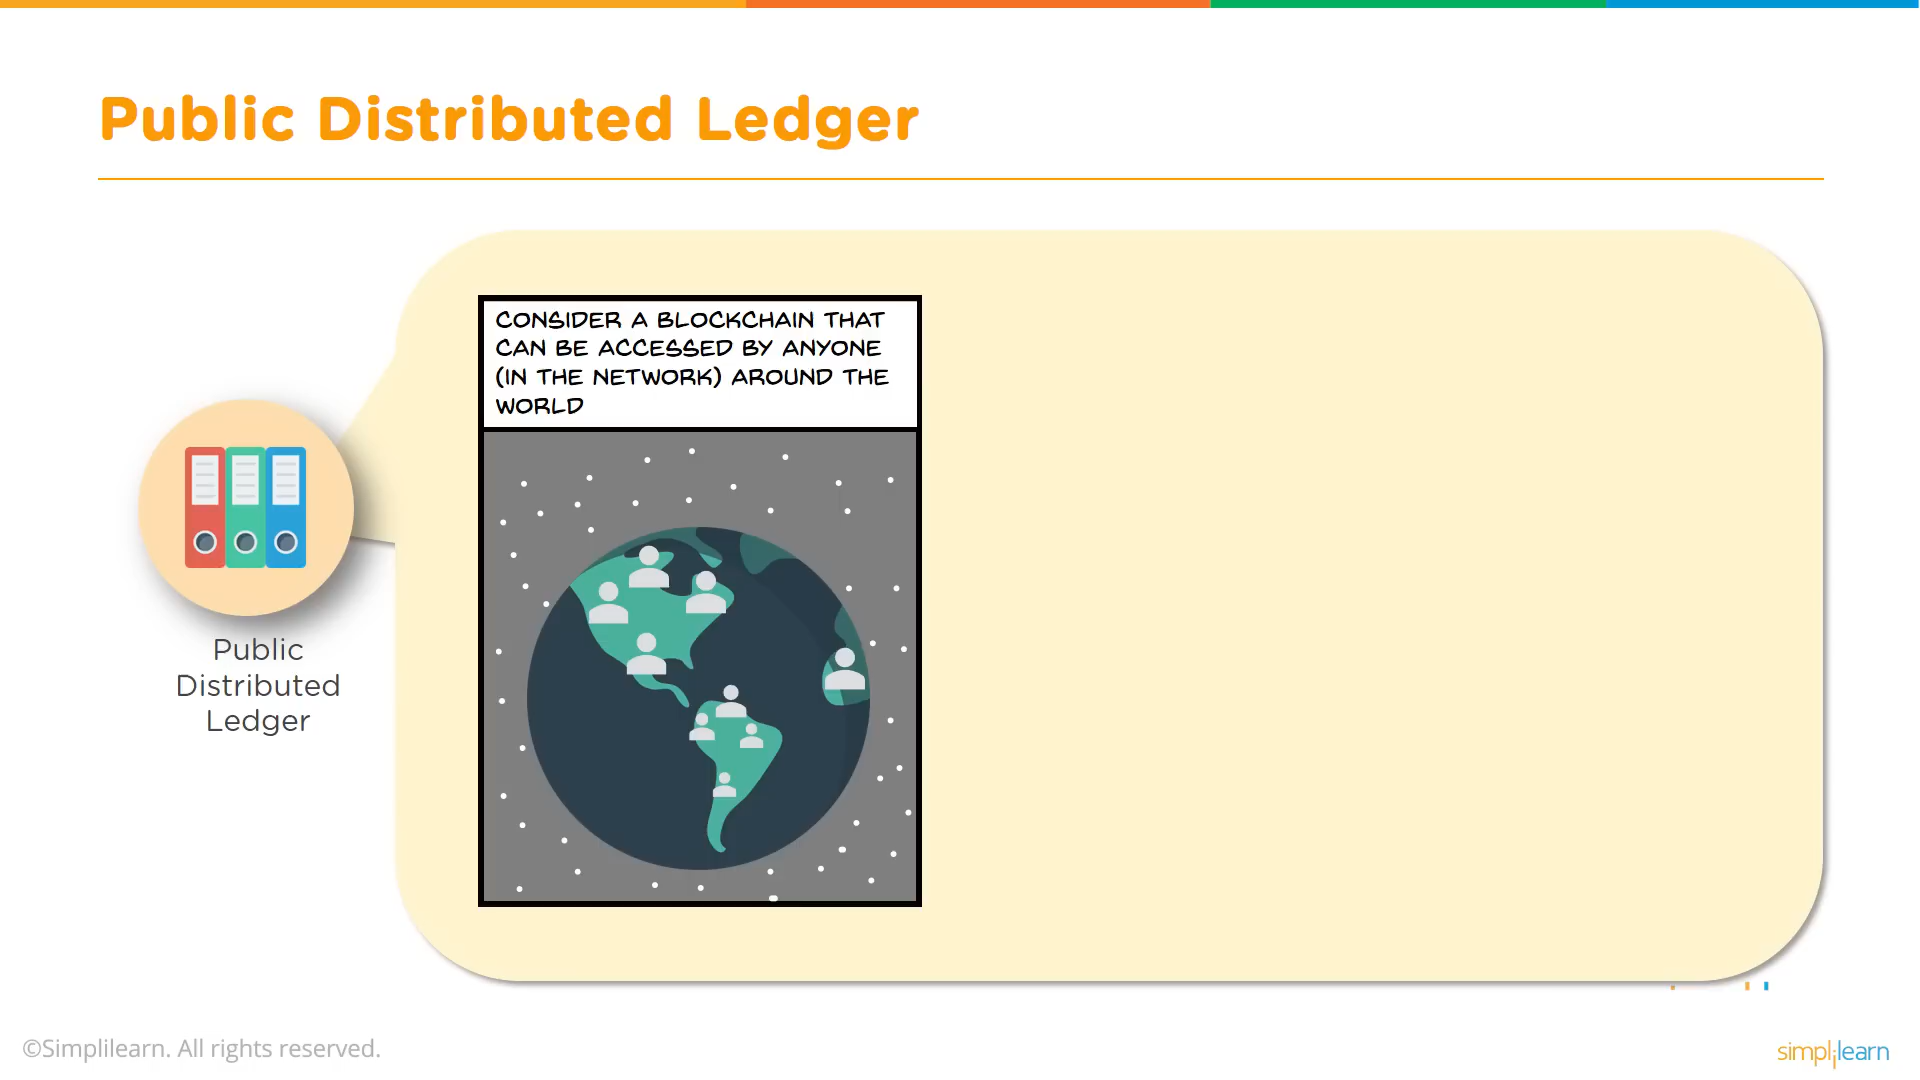 Public Distributed Ledger
CONSIDER A BLOCKCHAIN THAT
CAN BE ACCESSED BY ANYONE
(IN THE NETWORK) AROUND THE
WORLD
Public
Distributed
Ledger
©Simplilearn. All rights reserved.
simplilearn